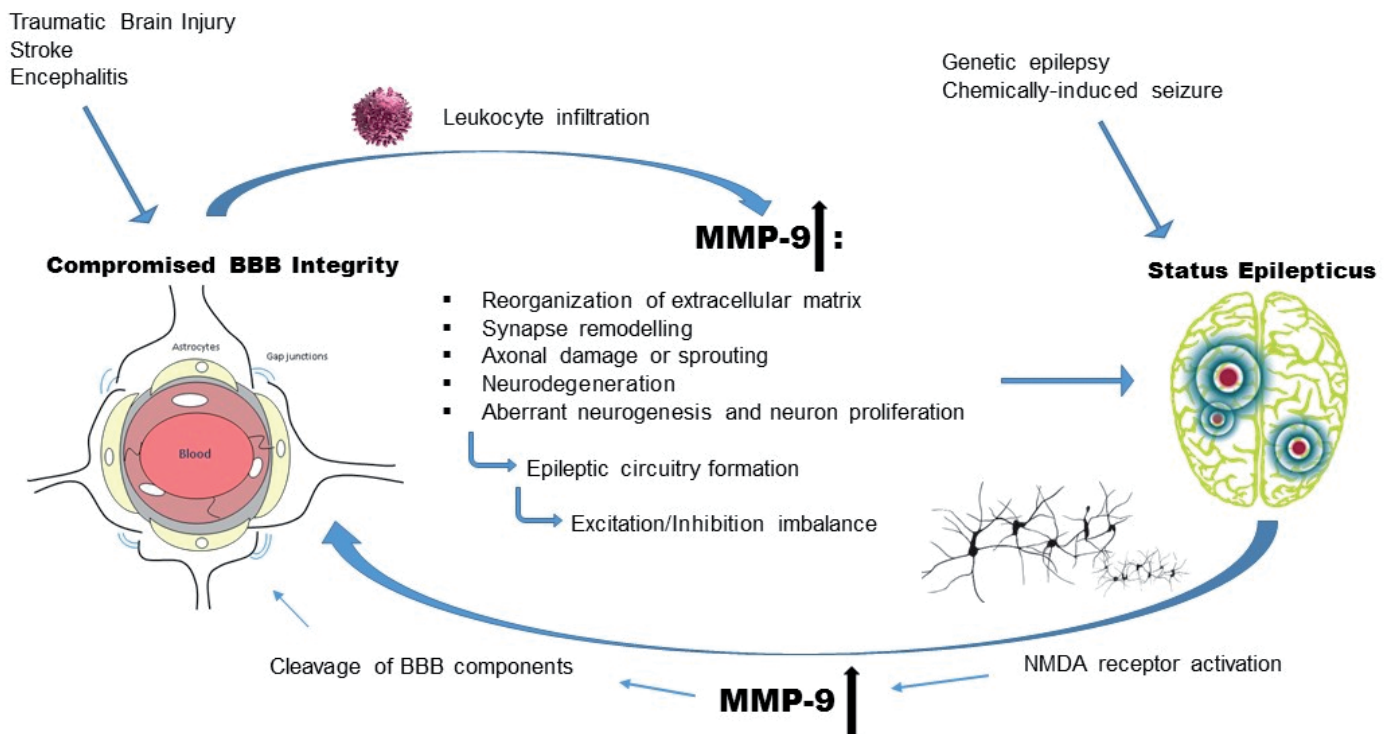 Traumatic Brain Injury
Stroke
Encephalitis
Genetic epilepsy
Chemically-induced seizure
Leukocyte infiltration
MMP-9 :
Compromised BBB Integrity
Status Epilepticus
▪ Reorganization of extracellular matrix
▪ Synapse remodelling
▪ Axonal damage or sprouting
▪ Neurodegeneration
▪ Aberrant neurogenesis and neuron proliferation
Epileptic circuitry formation
Excitation/Inhibition imbalance
Astrocytes
Gap junctions
Blood
Cleavage of BBB components
MMP-9
NMDA receptor activation